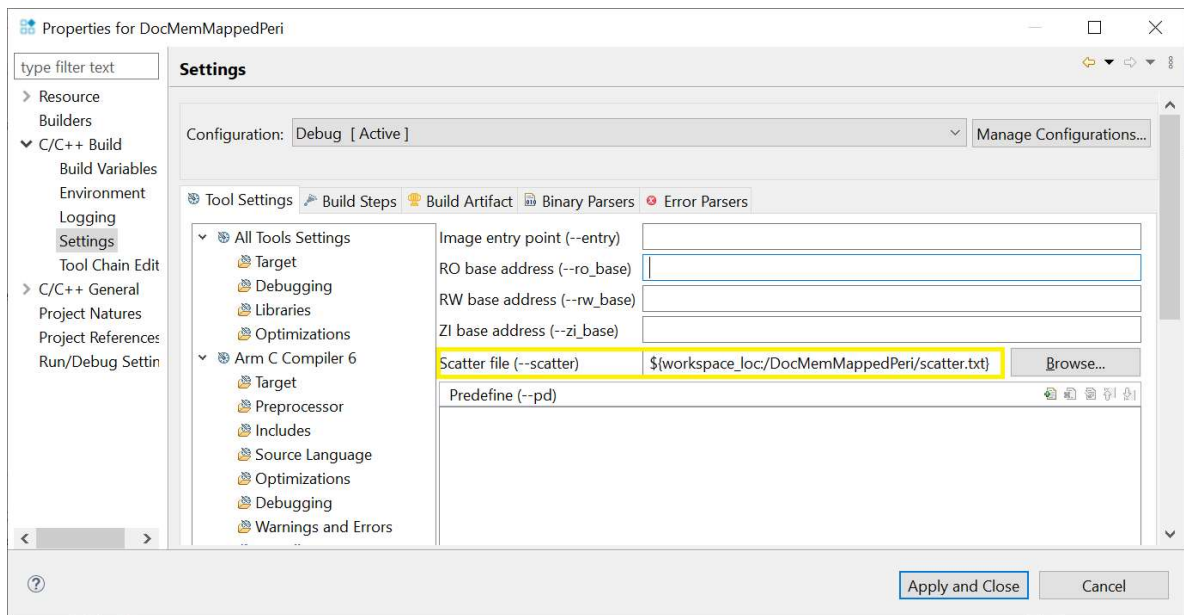 Properties for DocMemMappedPeri
type filter text
Resource
Builders
C/C++ Build
Build Variables
Environment
Logging
Settings
Tool Chain Edit
C/C++ General
Project Natures
Project References
Run/Debug Settin
Settings
Configuration: Debug [ Active ] Manage Configurations...
Tool Settings Build Steps Build Artifact Binary Parsers Error Parsers
All Tools Settings
Target
Debugging
Libraries
Optimizations
Arm C Compiler 6
Target
Preprocessor
Includes
Source Language
Optimizations
Debugging
Warnings and Errors
Image entry point (--entry)
RO base address (--ro_base)
RW base address (--rw_base)
ZI base address (--zi_base)
Scatter file (--scatter) ${workspace_loc:/DocMemMappedPeri/scatter.txt} Browse...
Predefine (--pd)
Apply and Close Cancel